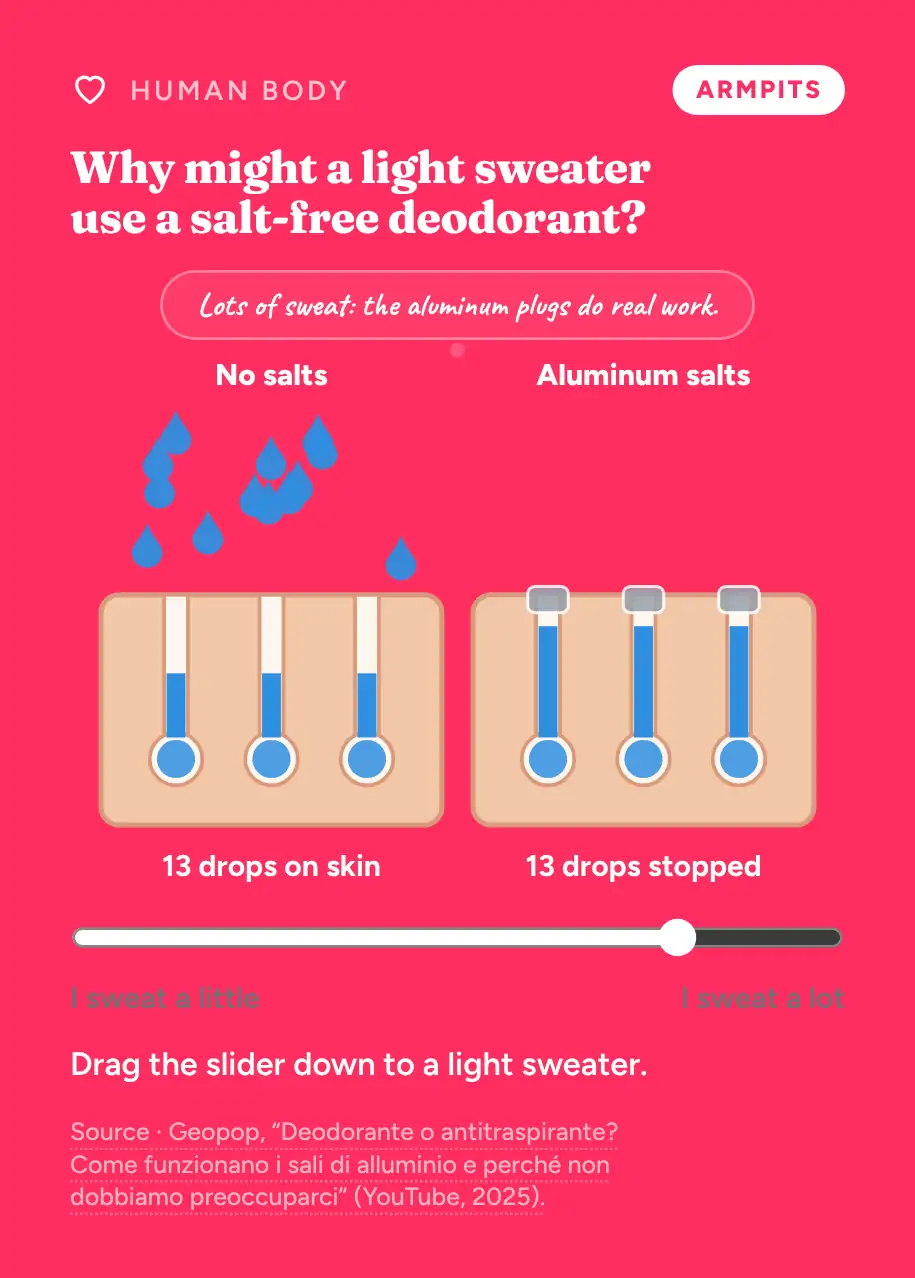 HUMAN BODY
ARMPITS
Why might a light sweater
use a salt-free deodorant?
Lots of sweat: the aluminum plugs do real work.
No salts
Aluminum salts
13 drops on skin
13 drops stopped
I sweat a little
I sweat a lot
Drag the slider down to a light sweater.
Source · Geopop, “Deodorante o antitraspirante?
Come funzionano i sali di alluminio e perché non
dobbiamo preoccuparci” (YouTube, 2025).